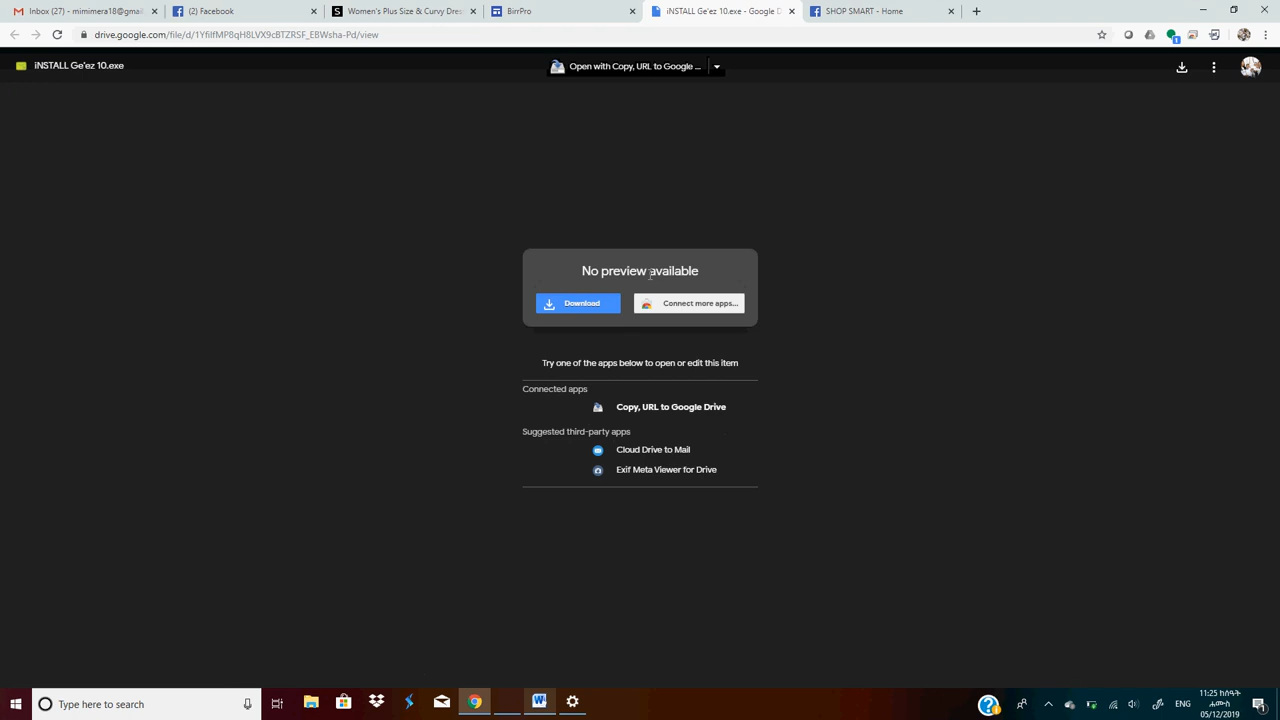 Inbox (27) - mimimera18@gmail
(2) Facebook
Women's Plus Size & Curvy Dres
BirrPro
iNSTALL Ge'ez 10.exe - Google D
SHOP SMART - Home
drive.google.com/file/d/1YfilfMP8qH8LVX9cBTZRSF_EBWsha-Pd/view
iNSTALL Ge'ez 10.exe
Open with Copy, URL to Google ...
No preview available
Download
Connect more apps...
Try one of the apps below to open or edit this item
Connected apps
Copy, URL to Google Drive
Suggested third-party apps
Cloud Drive to Mail
Exif Meta Viewer for Drive
Type here to search
ENG
11:25 ከሰዓት
ሐሙስ
05/12/2019